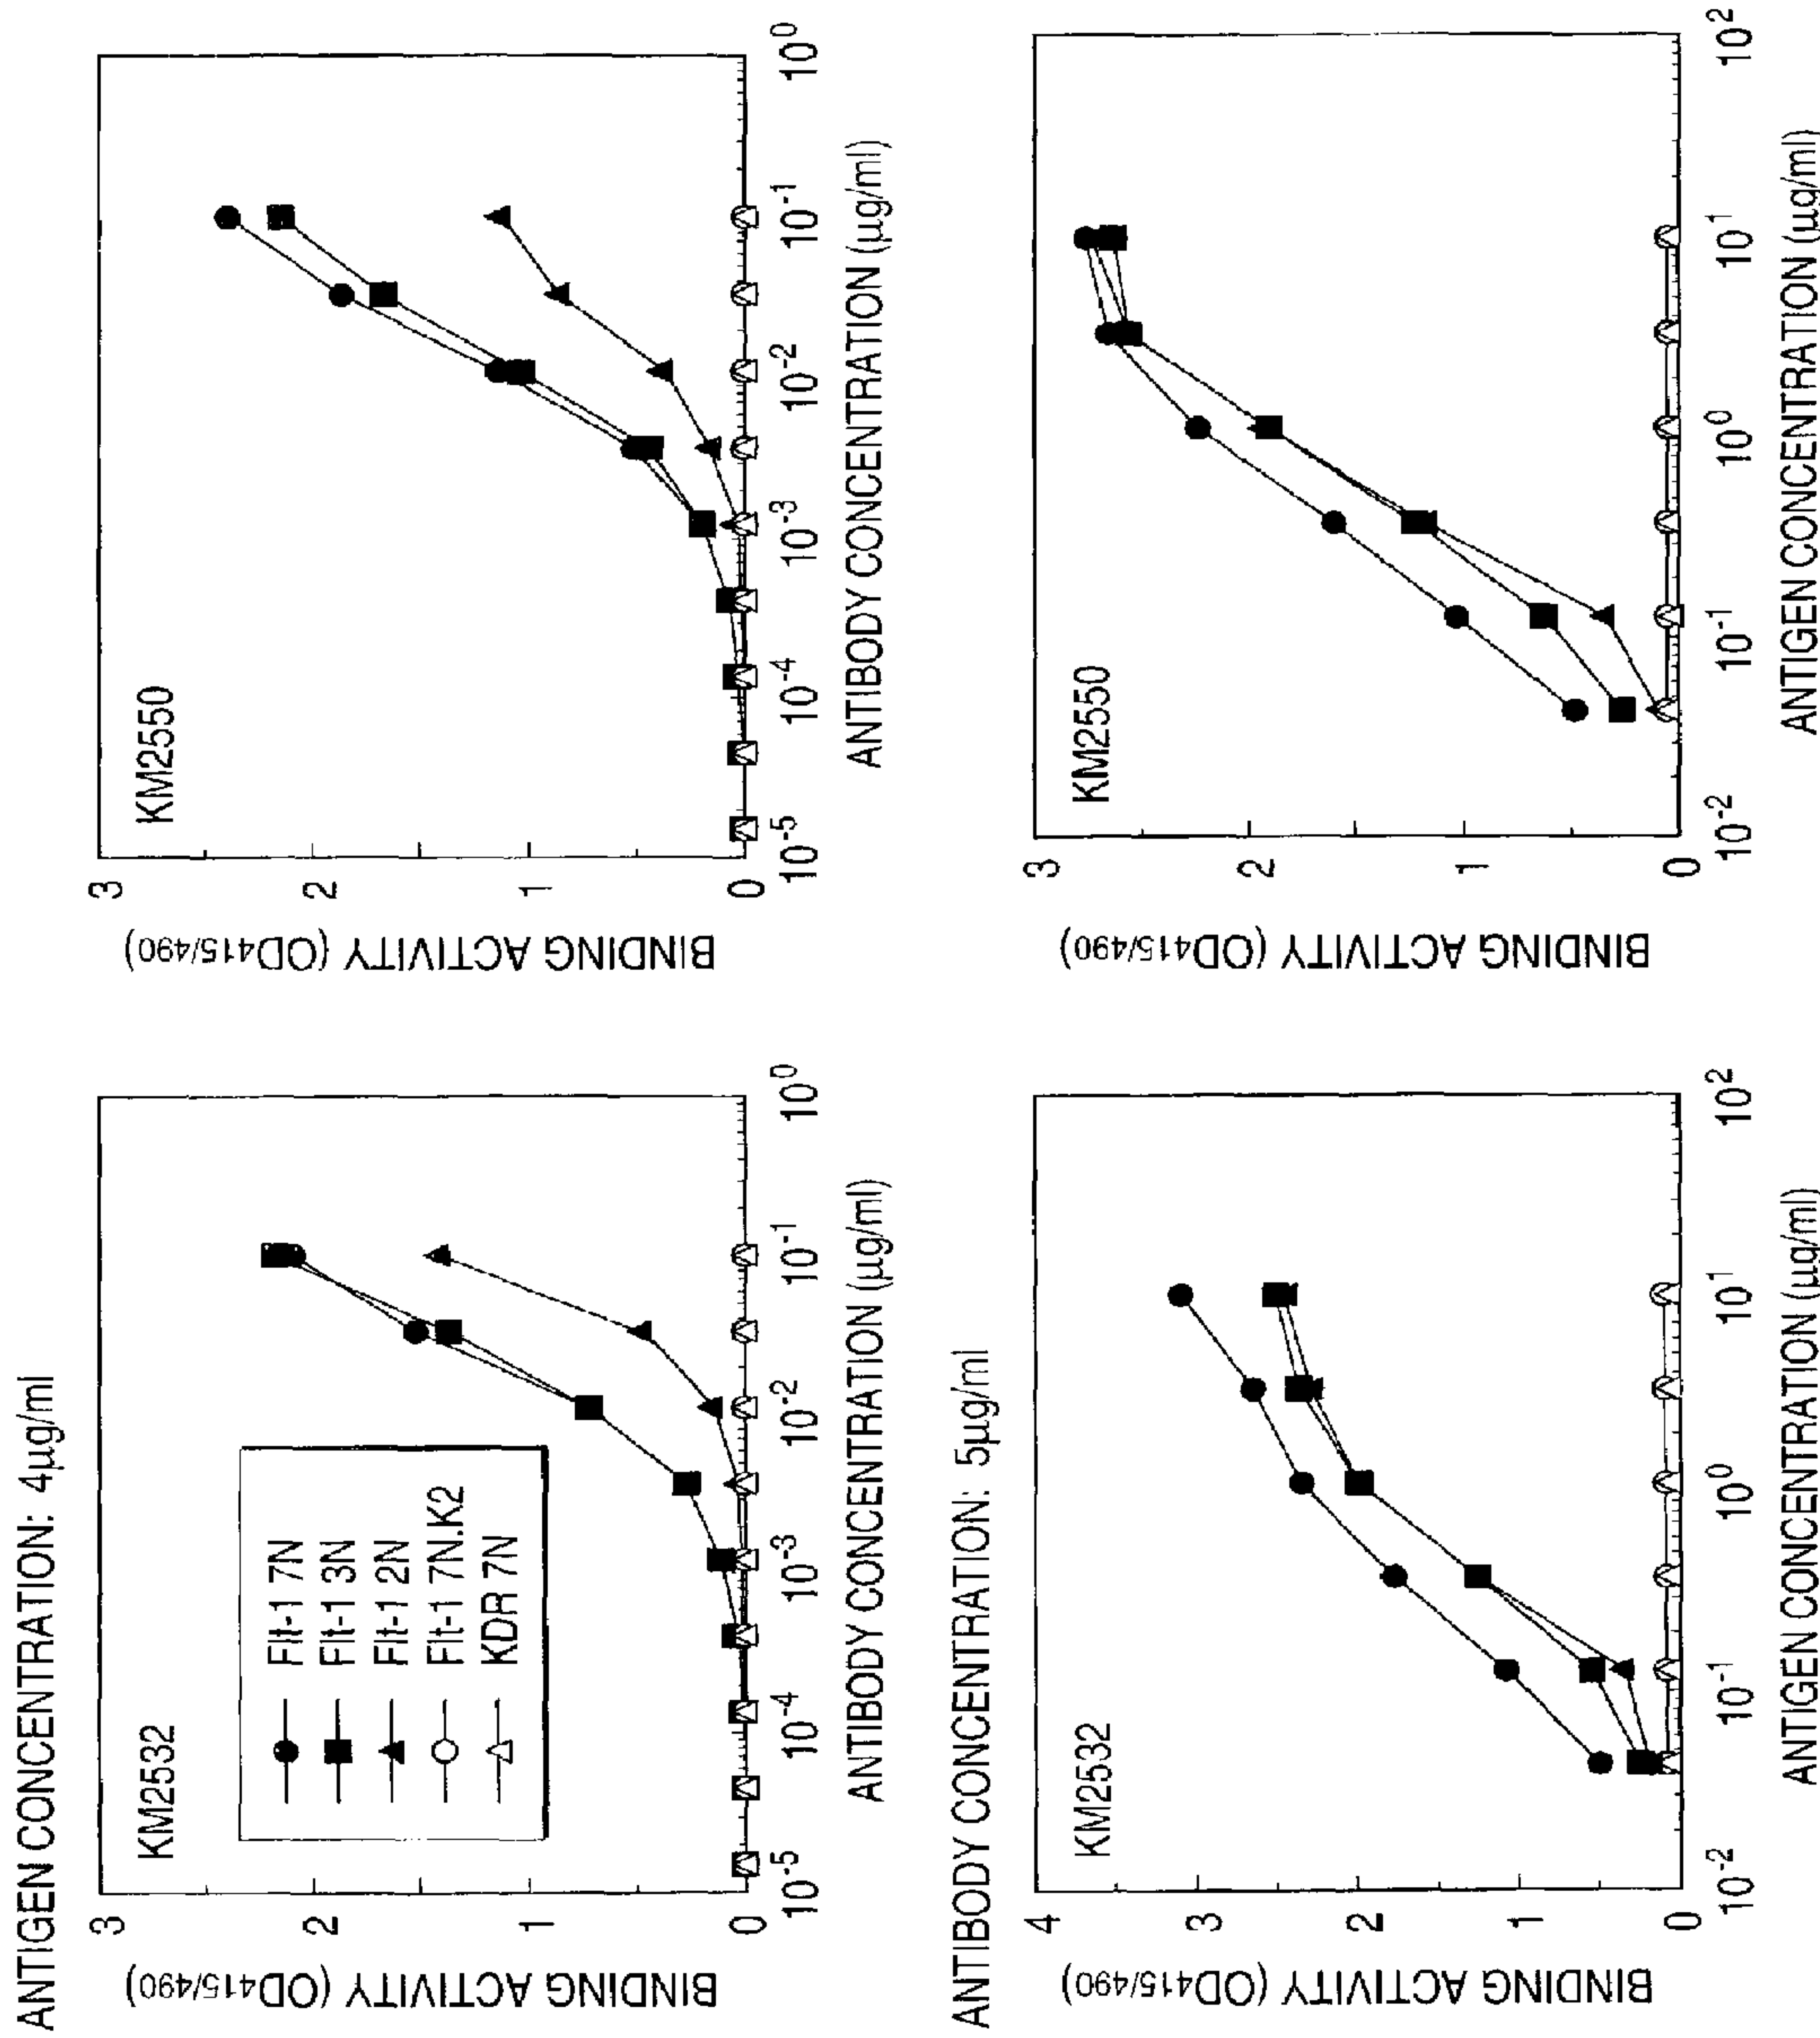 ANTIGEN CONCENTRATION: 4μg/ml
KM2532
Flt-1 7N
Flt-1 3N
Flt-1 2N
Flt-1 7N.K2
KDR 7N
BINDING ACTIVITY (OD415/490)
3
2
1
0
10-5
10-4
10-3
10-2
10-1
100
ANTIBODY CONCENTRATION (μg/ml)
KM2550
BINDING ACTIVITY (OD415/490)
3
2
1
0
10-5
10-4
10-3
10-2
10-1
100
ANTIBODY CONCENTRATION (μg/ml)
ANTIBODY CONCENTRATION: 5μg/ml
KM2532
BINDING ACTIVITY (OD415/490)
4
3
2
1
0
10-2
10-1
100
101
102
ANTIGEN CONCENTRATION (μg/ml)
KM2550
BINDING ACTIVITY (OD415/490)
3
2
1
0
10-2
10-1
100
101
102
ANTIGEN CONCENTRATION (μg/ml)